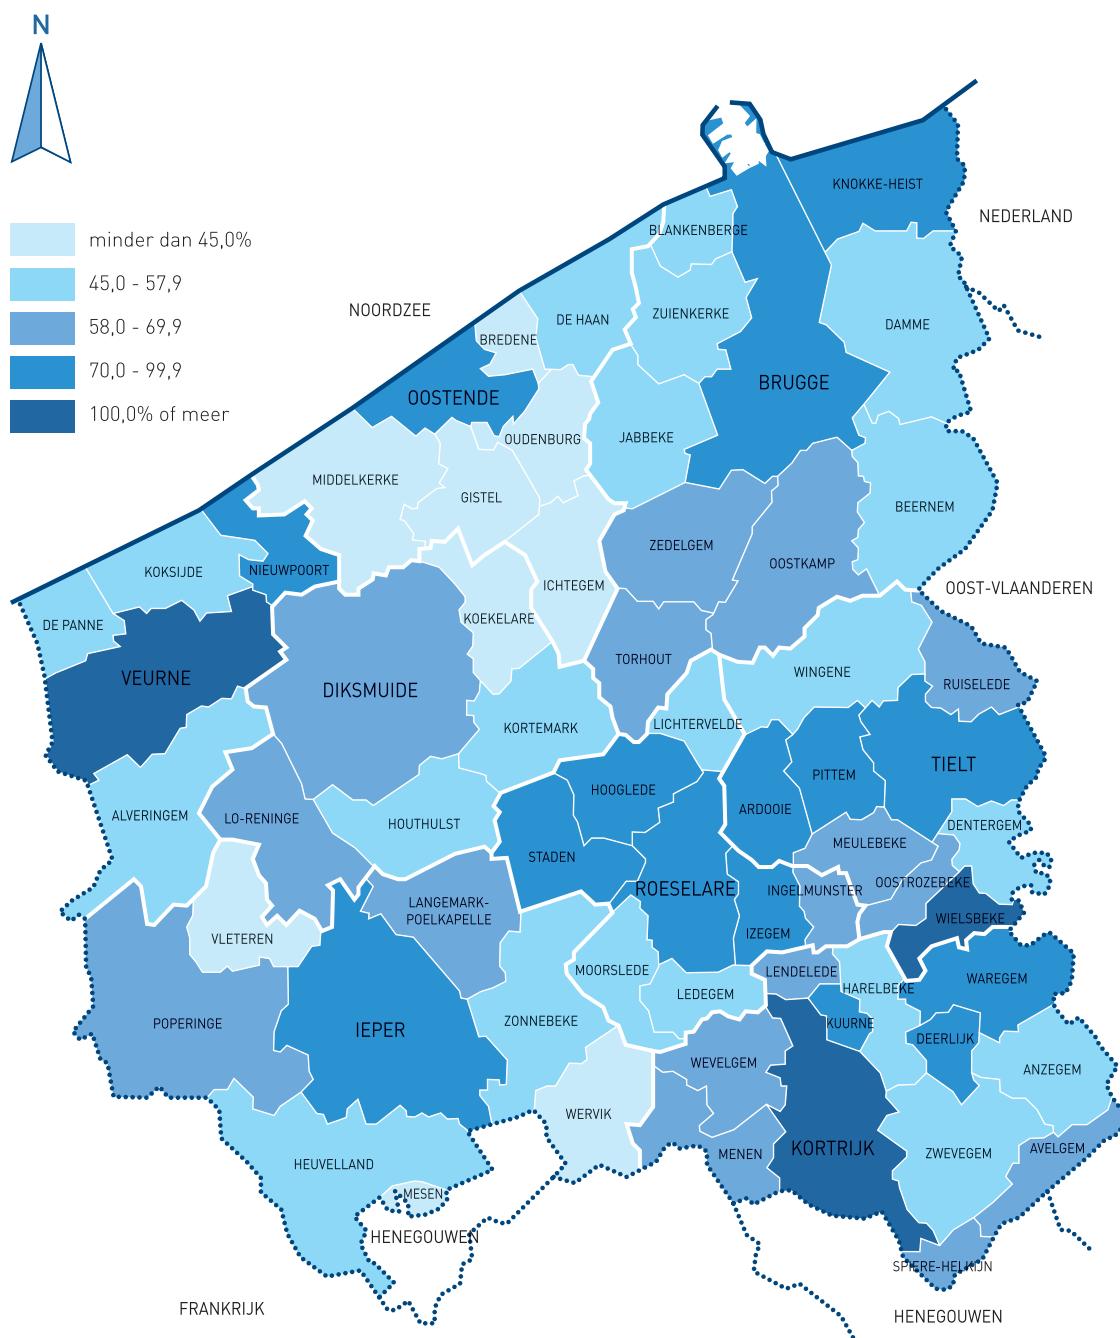 N
minder dan 45,0%
45,0 - 57,9
58,0 - 69,9
70,0 - 99,9
100,0% of meer
KNOKKE-HEIST
NEDERLAND
BLANKENBERGE
NOORDZEE
DE HAAN
ZUIENKERKE
DAMME
BREDENE
BRUGGE
OOSTENDE
OUDENBURG
JABBEKE
MIDDELKERKE
GISTEL
BEERNEM
ZEDELGEM
OOSTKAMP
KOKSIJDE
NIEUWPOORT
ICHTEGEM
OOST-VLAANDEREN
DE PANNE
KOEKELARE
TORHOUT
VEURNE
DIKSMUIDE
WINGENE
RUISELEDE
KORTEMARK
LICHTERVELDE
TIELT
PITTEM
HOOGLEDE
ARDOOIE
ALVERINGEM
LO-RENINGE
HOUTHULST
DENTERGEM
MEULEBEKE
STADEN
ROESELARE
INGELMUNSTER
OOSTROZEBEKE
LANGEMARK-
POELKAPELLE
WIELSBEKE
VLETEREN
IZEGEM
MOORSLEDE
LENDELEDE
WAREGEM
HARELBEKE
LEDEGEM
POPERINGE
IEPER
ZONNEBEKE
KUURNE
DEERLIJK
WEVELGEM
ANZEGEM
WERVIK
KORTRIJK
AVELGEM
MENEN
ZWEVEGEM
HEUVELLAND
MESEN
HENEGOUWEN
SPIERE-HELKIJN
FRANKRIJK
HENEGOUWEN